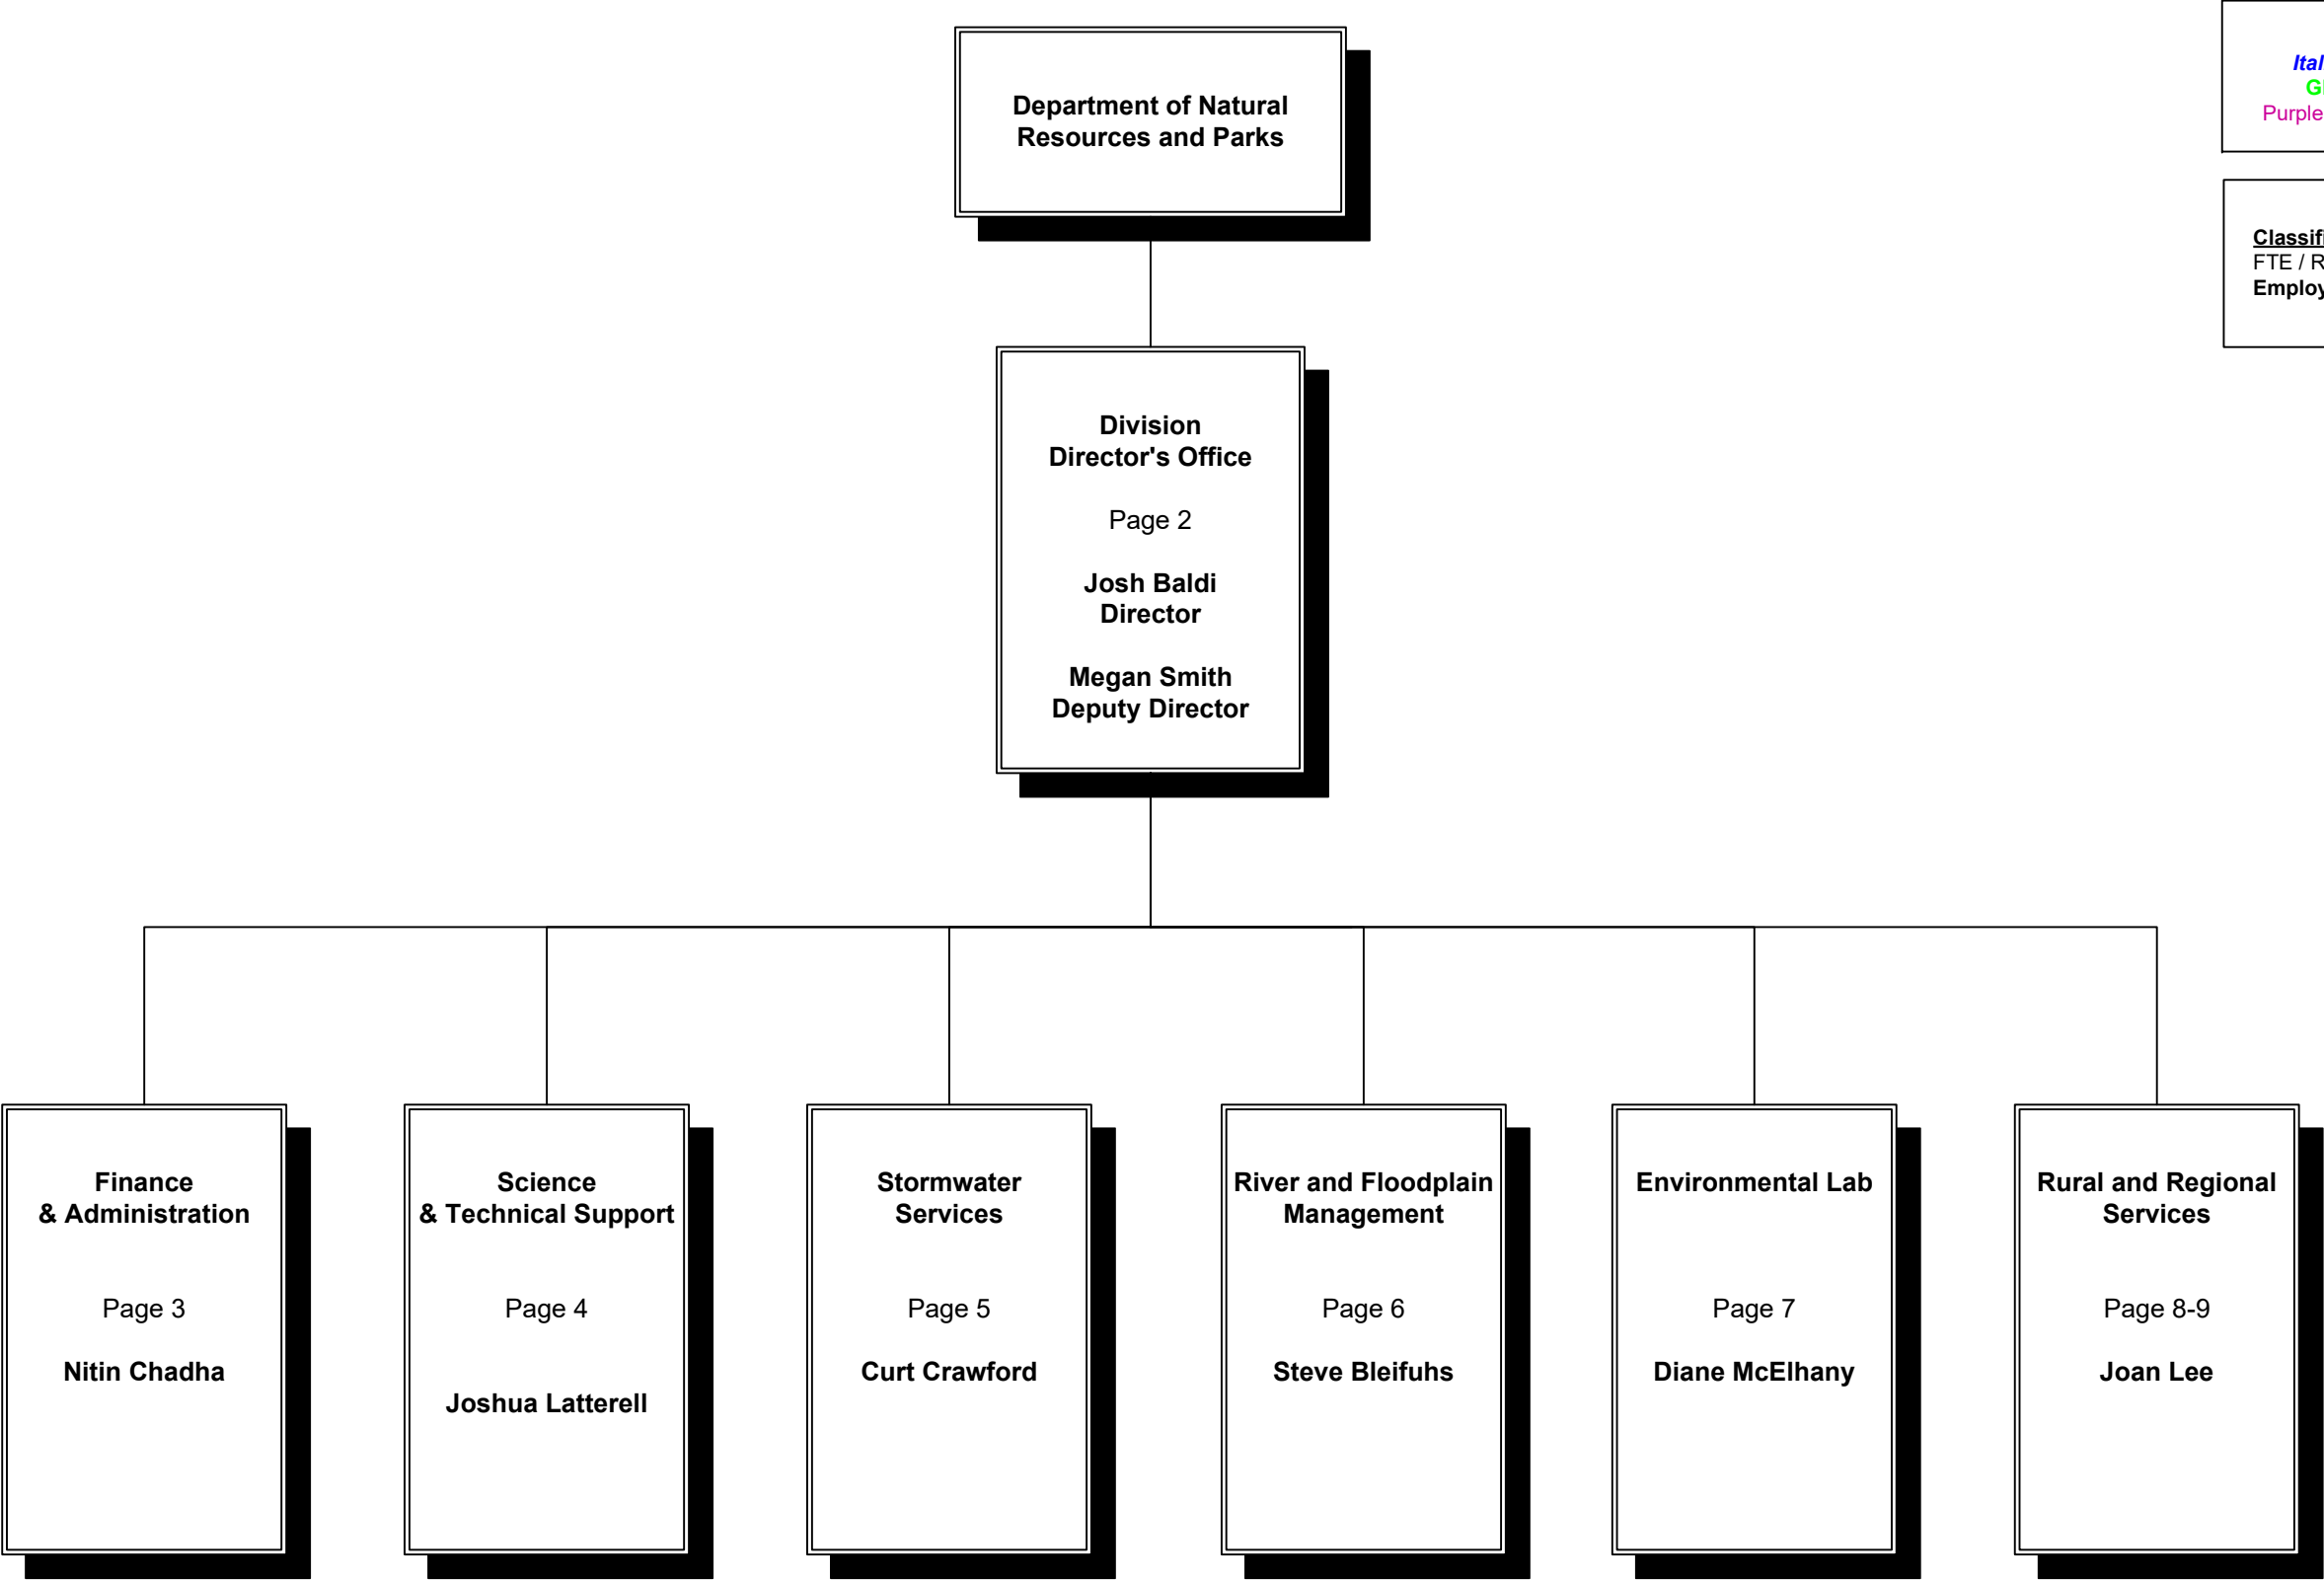 Department of Natural
Resources and Parks
Purple
FTE / R
Division
Director's Office
Page 2
Josh Baldi
Director
Megan Smith
Deputy Director
Finance
& Administration
Page 3
Nitin Chadha
Science
& Technical Support
Page 4
Joshua Latterell
Stormwater
Services
Page 5
Curt Crawford
River and Floodplain
Management
Page 6
Steve Bleifuhs
Environmental Lab
Page 7
Diane McElhany
Rural and Regional
Services
Page 8-9
Joan Lee